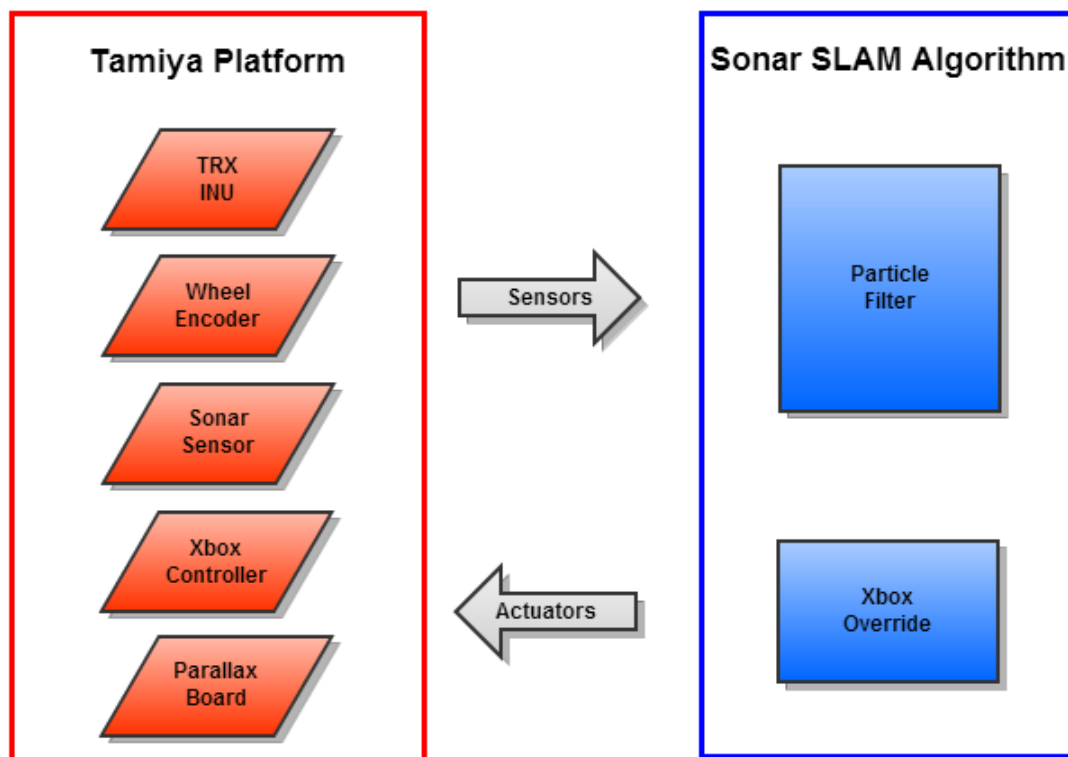 Tamiya Platform
TRX
INU
Wheel
Encoder
Sonar
Sensor
Xbox
Controller
Parallax
Board
Sensors
Actuators
Sonar SLAM Algorithm
Particle
Filter
Xbox
Override